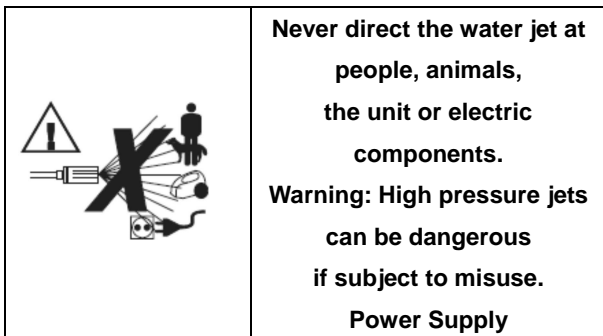 Never direct the water jet at
people, animals,
the unit or electric
components.
Warning: High pressure jets
can be dangerous
if subject to misuse.
Power Supply